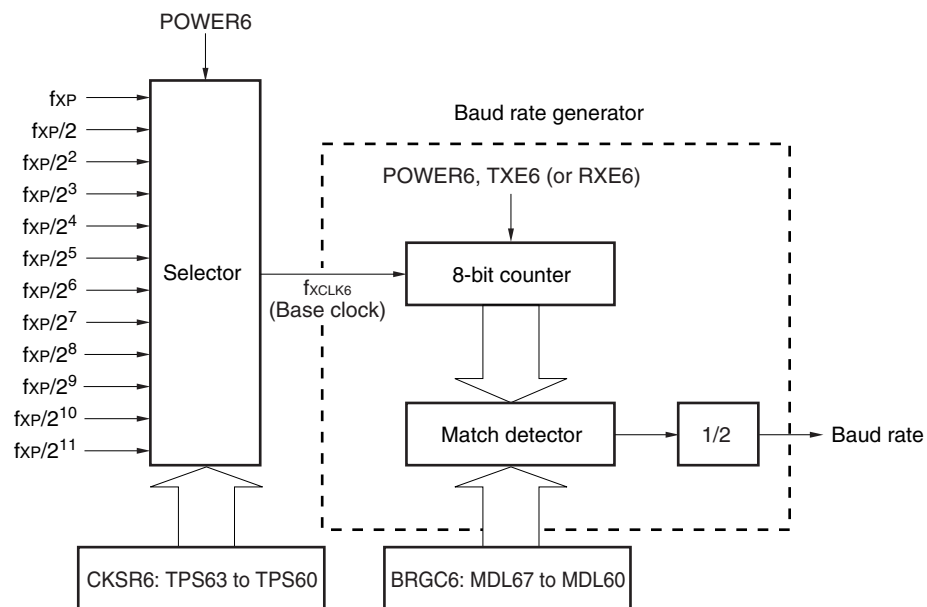 POWER6
fXP
fXP/2
fXP/2²
fXP/2³
fXP/2⁴
fXP/2⁵
fXP/2⁶
fXP/2⁷
fXP/2⁸
fXP/2⁹
fXP/2¹⁰
fXP/2¹¹
Selector
fXCLK6
(Base clock)
CKSR6: TPS63 to TPS60
Baud rate generator
POWER6, TXE6 (or RXE6)
8-bit counter
Match detector
1/2
Baud rate
BRGC6: MDL67 to MDL60